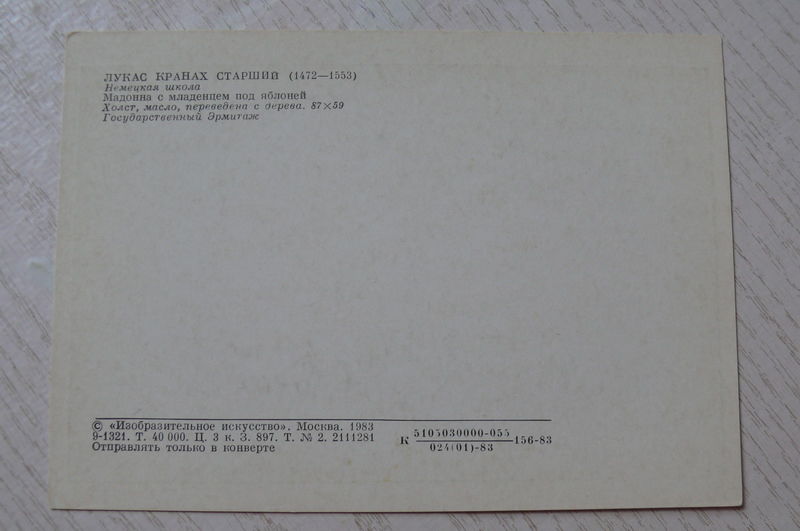 ЛУКАС КРАНАХ СТАРШИЙ (1472—1553)
Немецкая школа
Мадонна с младенцем под яблоней
Холст, масло, переведена с дерева. 87×59
Государственный Эрмитаж
© «Изобразительное искусство». Москва. 1983
9-1321. Т. 40 000. Ц. 3 к. З. 897. Т. № 2. 2111281
Отправлять только в конверте
К 5105030000-055 156-83
024(01)-83